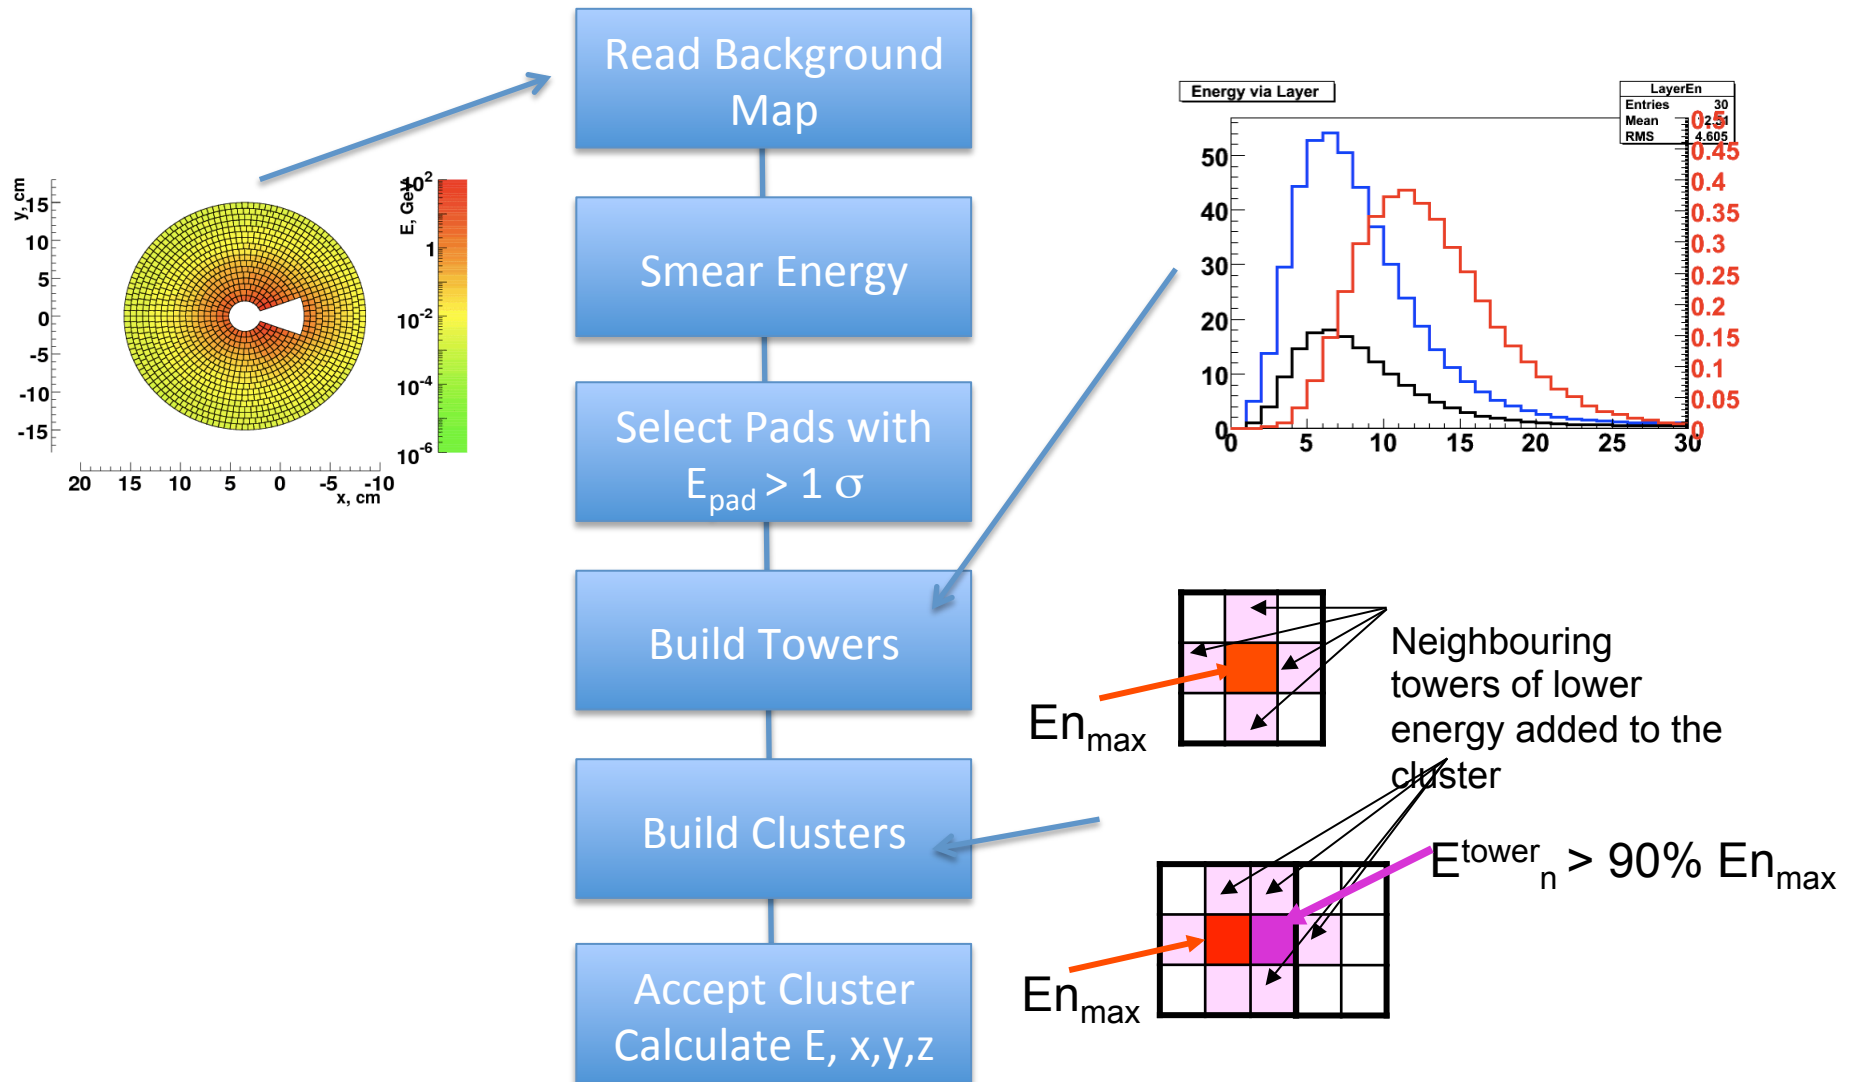 Read Background
Map
Smear Energy
Select Pads with
E_pad > 1 σ
Build Towers
Build Clusters
Accept Cluster
Calculate E, x,y,z
y, cm
15
10
5
0
-5
-10
-15
20 15 10 5 0 -5 -10
x, cm
E, GeV
10^2
1
10^-2
10^-4
10^-6
Energy via Layer
LayerEn
Entries 30
Mean
RMS 4.605
50
40
30
20
10
0
0 5 10 15 20 25 30
0.5
0.45
0.4
0.35
0.3
0.25
0.2
0.15
0.1
0.05
0
En_max
Neighbouring
towers of lower
energy added to the
cluster
E^tower_n > 90% En_max
En_max